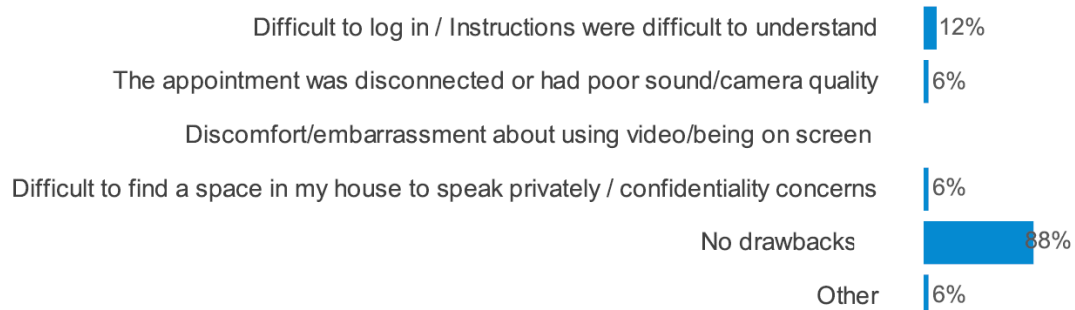 Difficult to log in / Instructions were difficult to understand 12%
The appointment was disconnected or had poor sound/camera quality 6%
Discomfort/embarrassment about using video/being on screen
Difficult to find a space in my house to speak privately / confidentiality concerns 6%
No drawbacks 88%
Other 6%